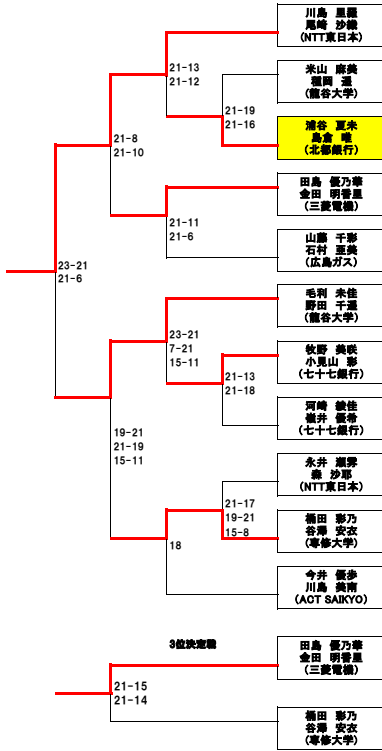 川島 里羅
尾崎 沙織
(NTT東日本)
21-13
21-12
米山 麻美
種岡 遥
(龍谷大学)
21-19
21-16
浦谷 夏未
鳥倉 唯
(北都銀行)
21-8
21-10
田島 優乃華
金田 明香里
(三菱電機)
21-11
21-6
山藤 千彩
石村 亜美
(広島ガス)
23-21
21-6
毛利 未佳
野田 千遥
(龍谷大学)
23-21
7-21
15-11
牧野 美咲
小見山 彩
(七十七銀行)
21-13
21-18
河崎 綾佳
嶺井 優希
(七十七銀行)
19-21
21-19
15-11
永井 瀬雰
森 沙耶
(NTT東日本)
21-17
19-21
15-8
桶田 彩乃
谷澤 安衣
(専修大学)
18
今井 優歩
川島 美南
(ACT SAIKYO)
3位決定戦
田島 優乃華
金田 明香里
(三菱電機)
21-15
21-14
桶田 彩乃
谷澤 安衣
(専修大学)